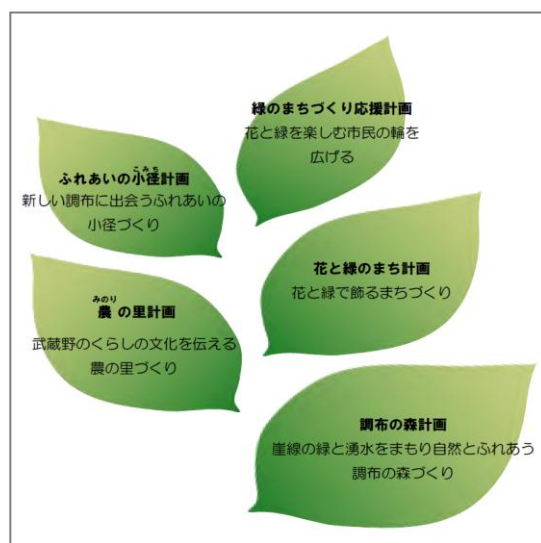 緑のまちづくり応援計画
花と緑を楽しむ市民の輪を
広げる
こみち
ふれあいの小径計画
新しい調布に出会うふれあいの
小径づくり
花と緑のまち計画
花と緑で飾るまちづくり
みのり
農の里計画
武蔵野のくらしの文化を伝える
農の里づくり
調布の森計画
崖線の緑と湧水をまもり自然とふれあう
調布の森づくり